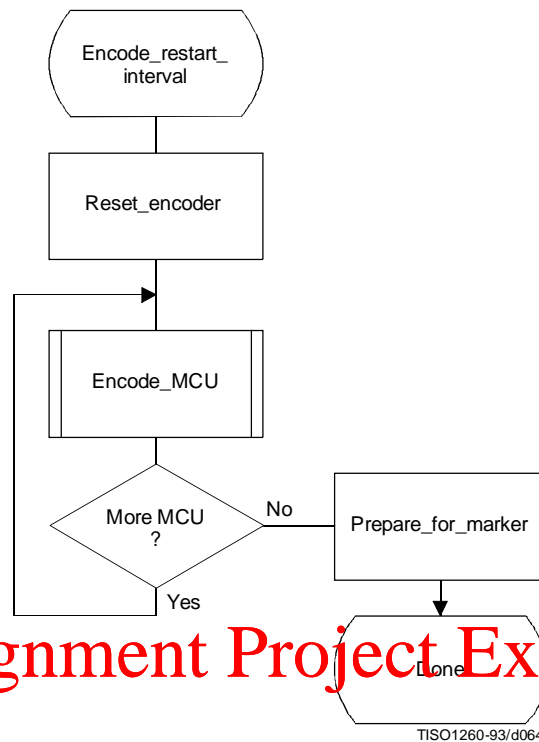 Encode_restart_
interval
Reset_encoder
Encode_MCU
More MCU
?
No
Prepare_for_marker
Yes
gnment Project Ex
Done
TISO1260-93/d064